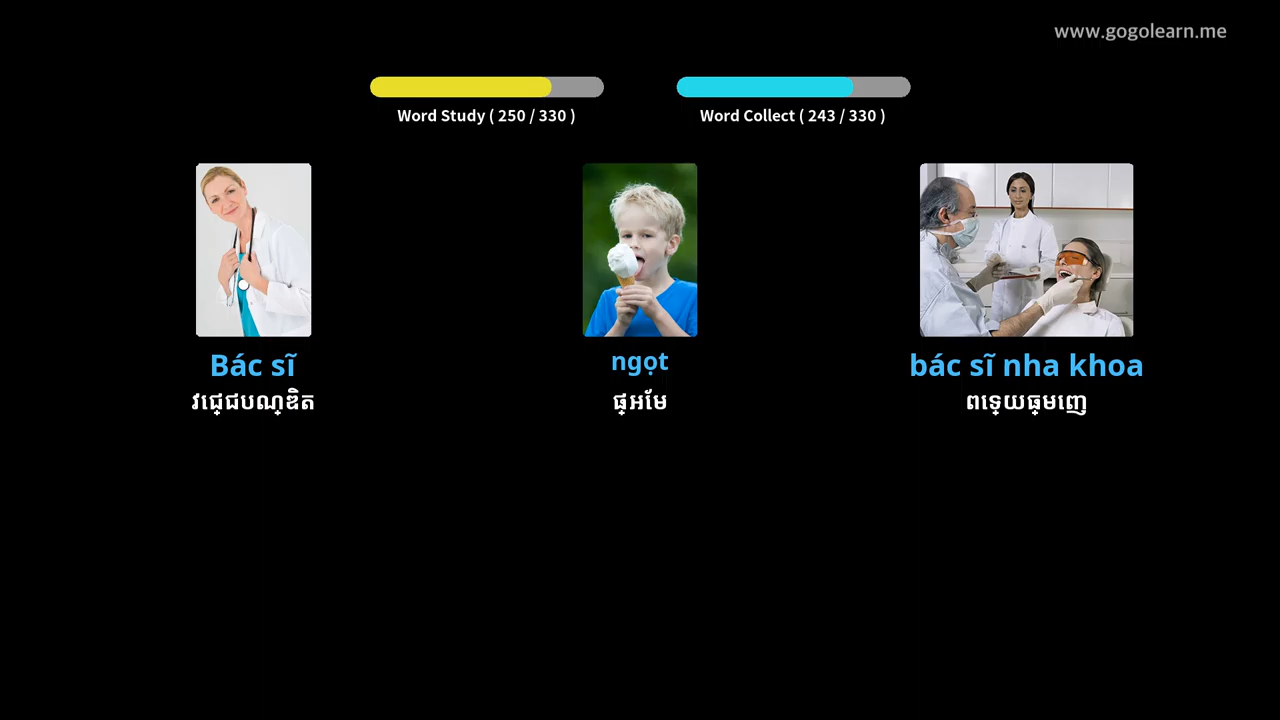 www.gogolearn.me
Word Study ( 250 / 330 )
Word Collect ( 243 / 330 )
Bác sĩ
វេជ្ជបណ្ឌិត
ngọt
ផ្អែម
bác sĩ nha khoa
ពេទ្យធ្មេញ